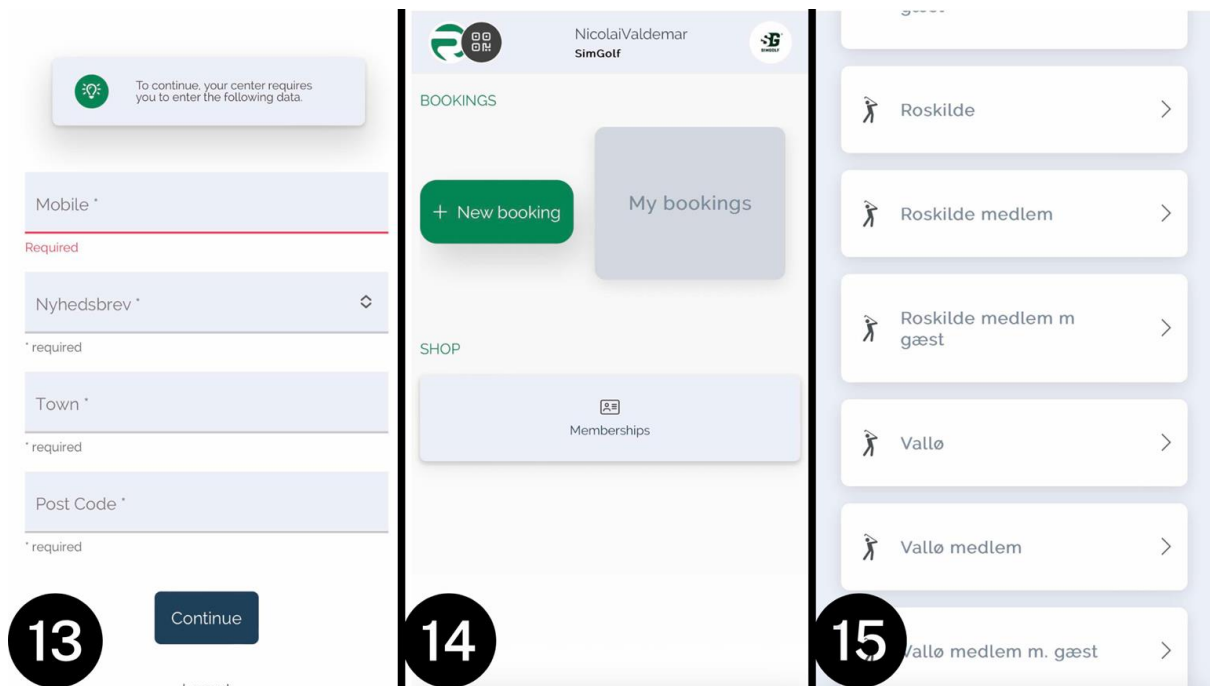 To continue, your center requires
you to enter the following data.
Mobile *
Required
Nyhedsbrev *
* required
Town *
* required
Post Code *
* required
Continue
13
NicolaiValdemar
SimGolf
SG
SIMGOLF
BOOKINGS
+ New booking
My bookings
SHOP
Memberships
14
Roskilde
Roskilde medlem
Roskilde medlem m
gæst
Vallø
Vallø medlem
Vallø medlem m. gæst
15